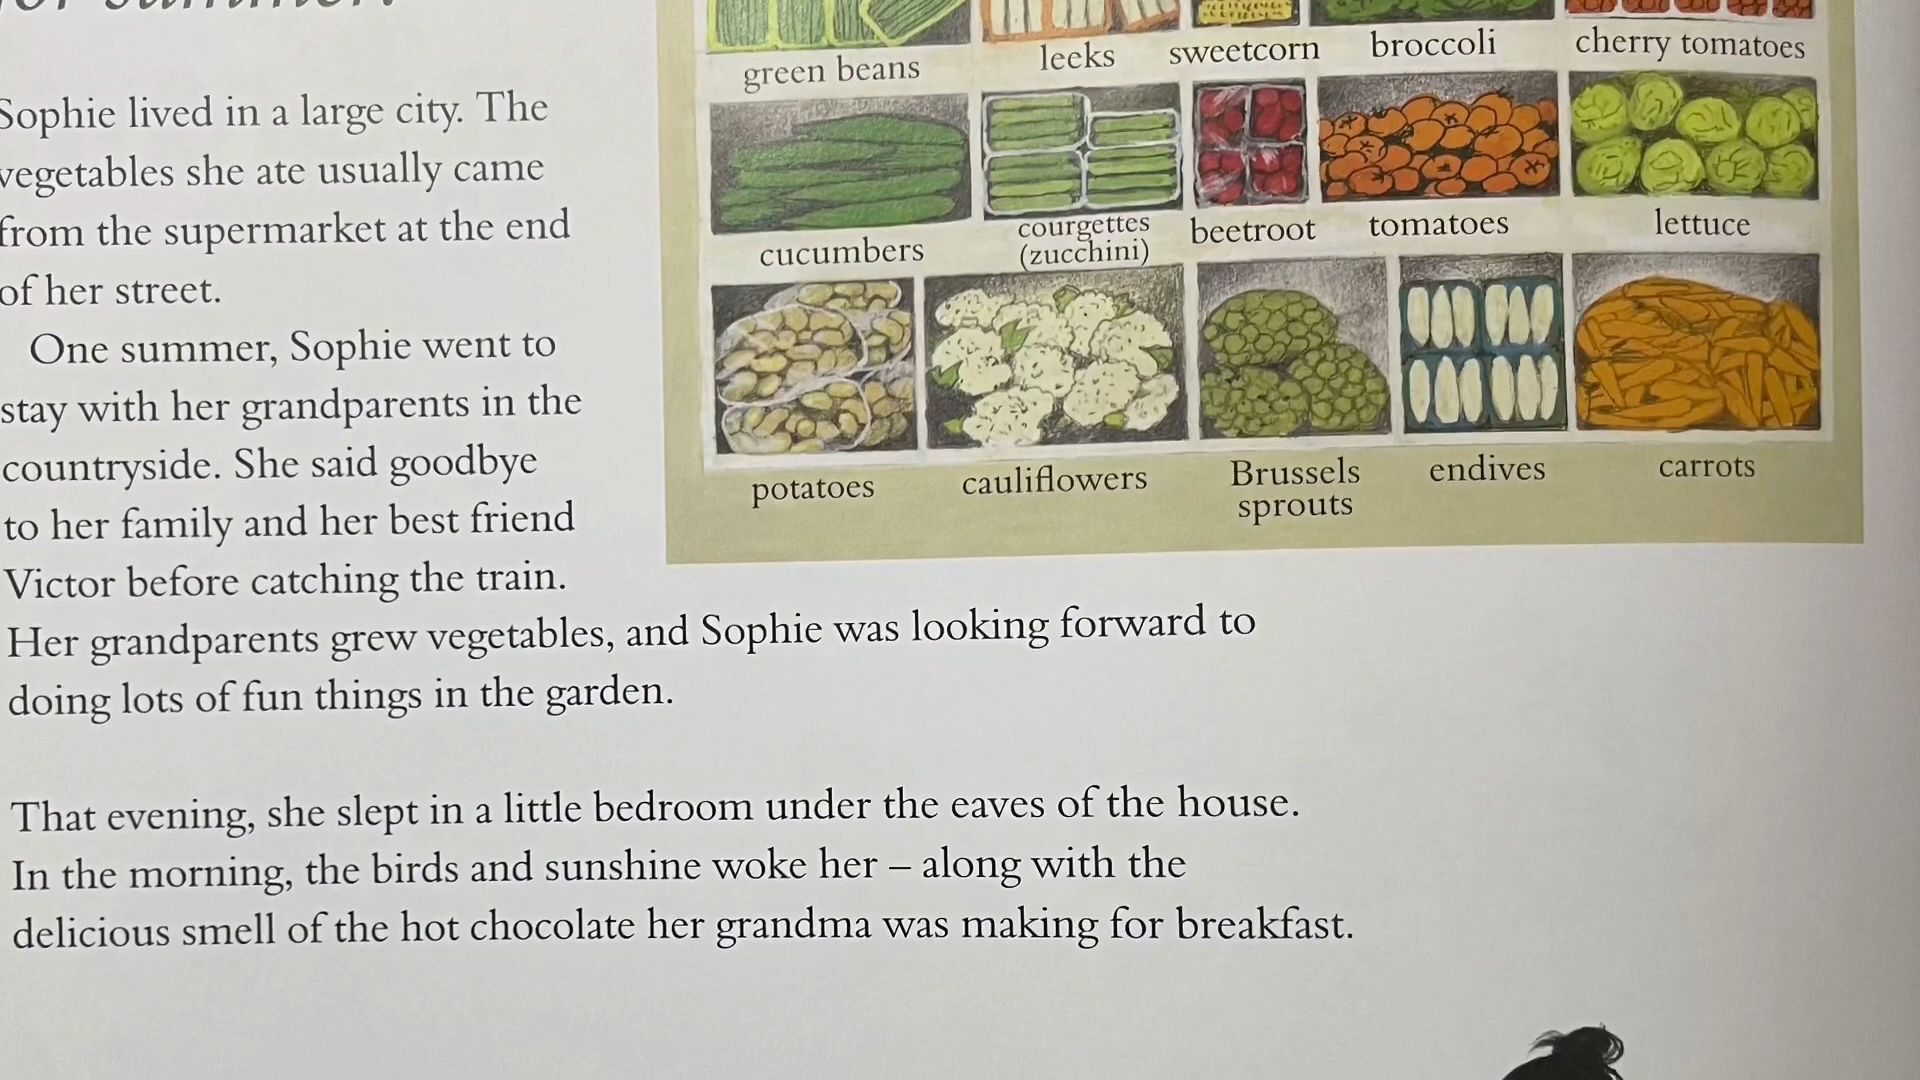 for summer.
Sophie lived in a large city. The
vegetables she ate usually came
from the supermarket at the end
of her street.
One summer, Sophie went to
stay with her grandparents in the
countryside. She said goodbye
to her family and her best friend
Victor before catching the train.
Her grandparents grew vegetables, and Sophie was looking forward to
doing lots of fun things in the garden.
That evening, she slept in a little bedroom under the eaves of the house.
In the morning, the birds and sunshine woke her – along with the
delicious smell of the hot chocolate her grandma was making for breakfast.
green beans
leeks
sweetcorn
broccoli
cherry tomatoes
cucumbers
courgettes
(zucchini)
beetroot
tomatoes
lettuce
potatoes
cauliflowers
Brussels
sprouts
endives
carrots